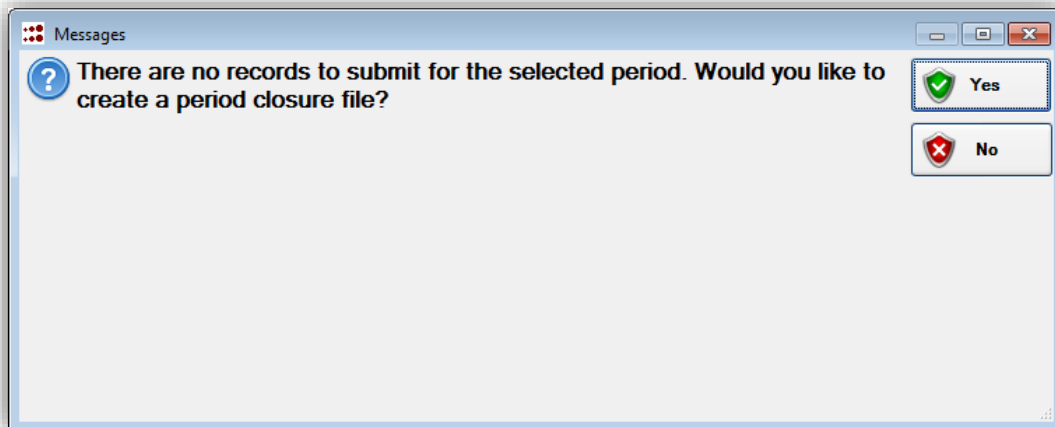 Messages
There are no records to submit for the selected period. Would you like to
create a period closure file?
Yes
No